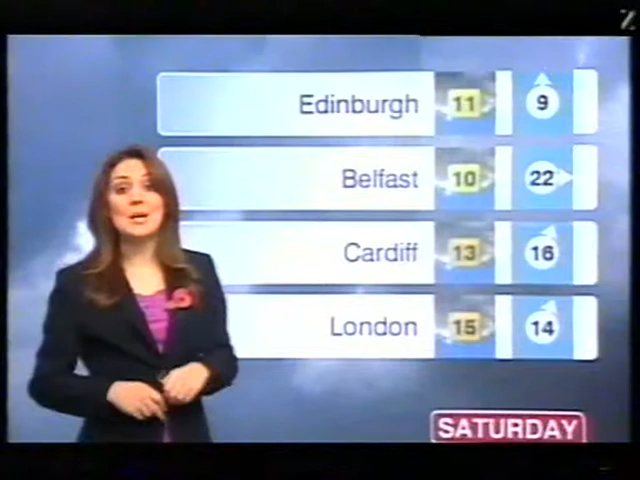 Edinburgh 11 9
Belfast 10 22
Cardiff 13 16
London 15 14
SATURDAY